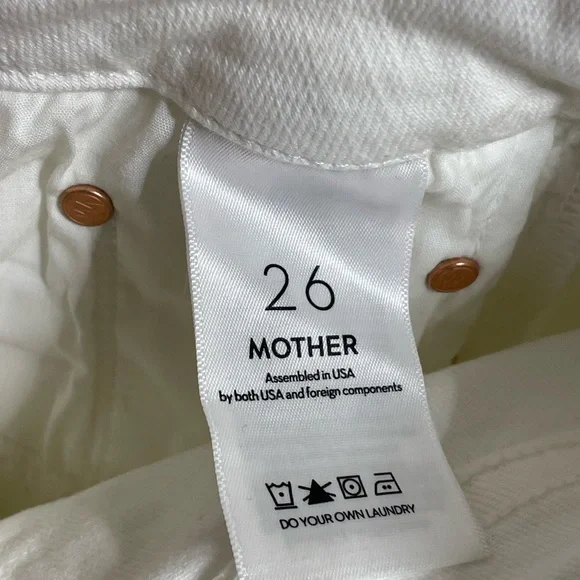 26
MOTHER
Assembled in USA
by both USA and foreign components
DO YOUR OWN LAUNDRY